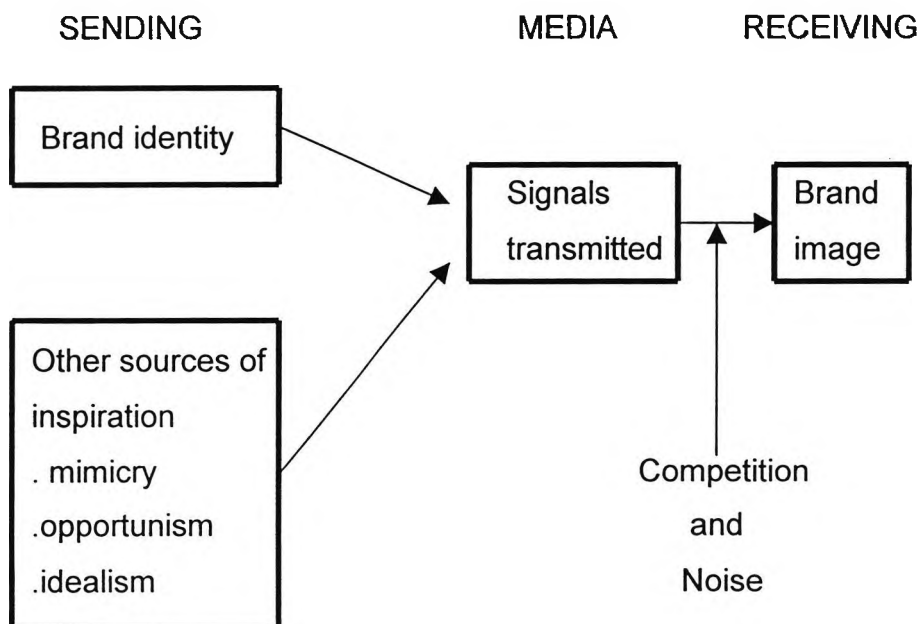 SENDING
MEDIA
RECEIVING
Brand identity
Signals
transmitted
Brand
image
Other sources of
inspiration
. mimicry
.opportunism
.idealism
Competition
and
Noise